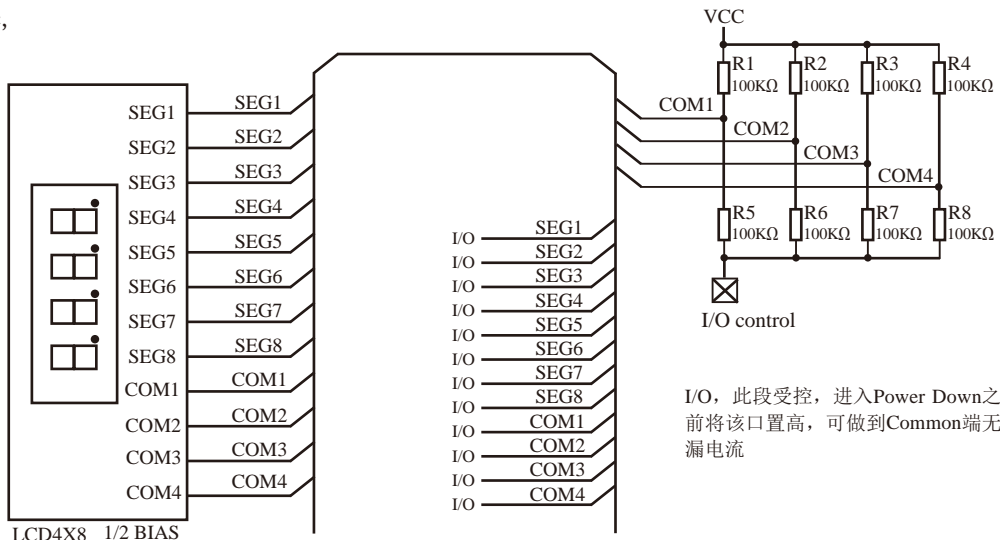 ,
VCC
R1
100KΩ
R2
100KΩ
R3
100KΩ
R4
100KΩ
COM1
COM2
COM3
COM4
R5
100KΩ
R6
100KΩ
R7
100KΩ
R8
100KΩ
I/O control
SEG1 SEG1
SEG2 SEG2
SEG3 SEG3
SEG4 SEG4
SEG5 SEG5
SEG6 SEG6
SEG7 SEG7
SEG8 SEG8
COM1 COM1
COM2 COM2
COM3 COM3
COM4 COM4
LCD4X8 1/2 BIAS
I/O SEG1
I/O SEG2
I/O SEG3
I/O SEG4
I/O SEG5
I/O SEG6
I/O SEG7
I/O SEG8
I/O COM1
I/O COM2
I/O COM3
I/O COM4
I/O，此段受控，进入Power Down之
前将该口置高，可做到Common端无
漏电流